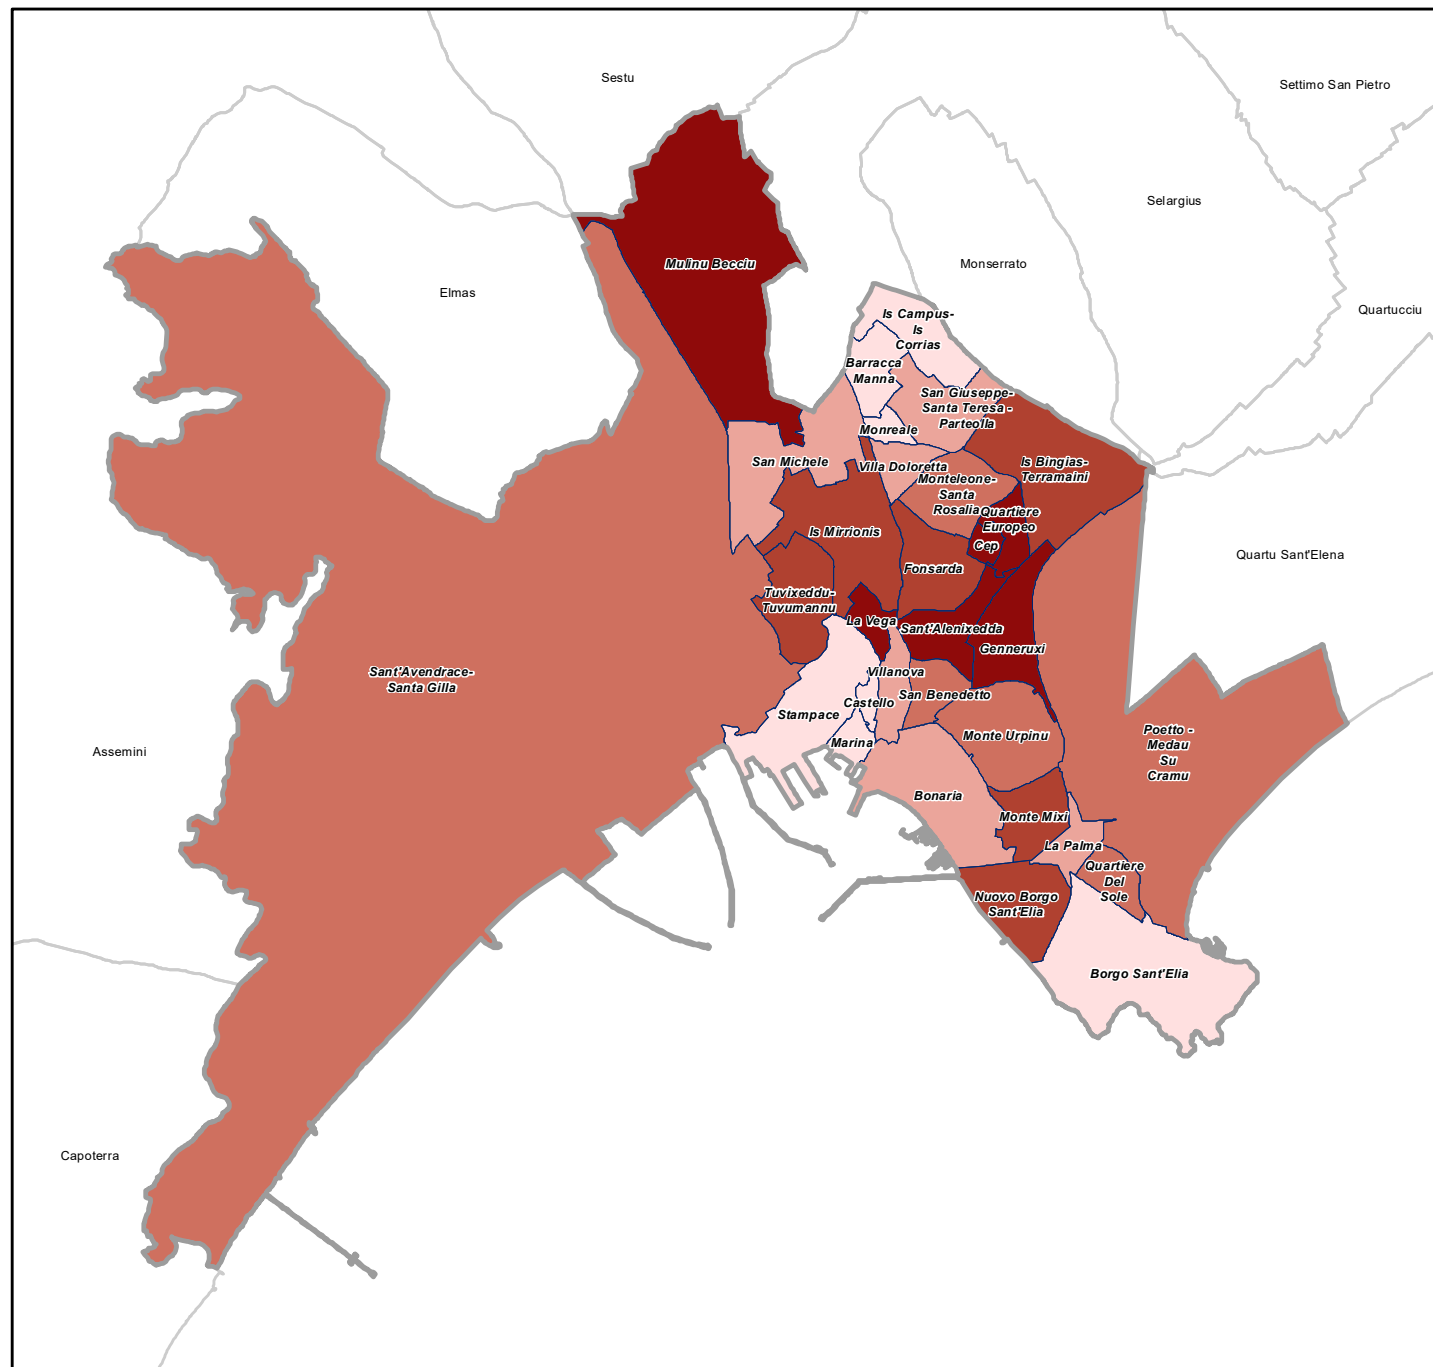 Sestu
Settimo San Pietro
Selargius
Mulinu Becciu
Monserrato
Elmas
Quartucciu
Is Campus-
Is
Corrias
Barracca
Manna
San Giuseppe-
Santa Teresa -
Parteolla
Monreale
San Michele
Villa Doloretta
Is Bingias-
Terramaini
Monteleone-
Santa
Rosalia
Quartiere
Europeo
Is Mirrionis
Cep
Quartu Sant'Elena
Fonsarda
Tuvixeddu-
Tuvumannu
La Vega
Sant'Alenixedda
Genneruxi
Sant'Avendrace-
Santa Gilla
Villanova
San Benedetto
Castello
Stampace
Marina
Monte Urpinu
Poetto -
Medau
Su
Cramu
Assemini
Bonaria
Monte Mixi
La Palma
Quartiere
Del
Sole
Nuovo Borgo
Sant'Elia
Borgo Sant'Elia
Capoterra